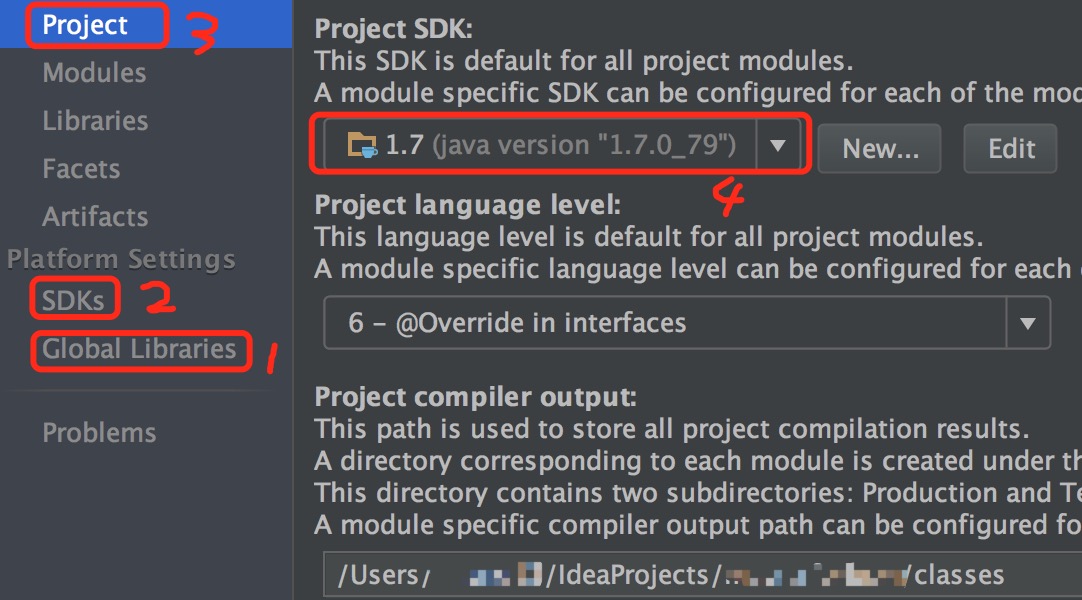 Project
3
Modules
Libraries
Facets
Artifacts
Platform Settings
SDKs
2
Global Libraries
1
Problems
Project SDK:
This SDK is default for all project modules.
A module specific SDK can be configured for each of the mod
1.7 (java version "1.7.0_79")
New...
Edit
4
Project language level:
This language level is default for all project modules.
A module specific language level can be configured for each
6 – @Override in interfaces
Project compiler output:
This path is used to store all project compilation results.
A directory corresponding to each module is created under th
This directory contains two subdirectories: Production and Te
A module specific compiler output path can be configured fo
/Users/ /IdeaProjects/ /classes